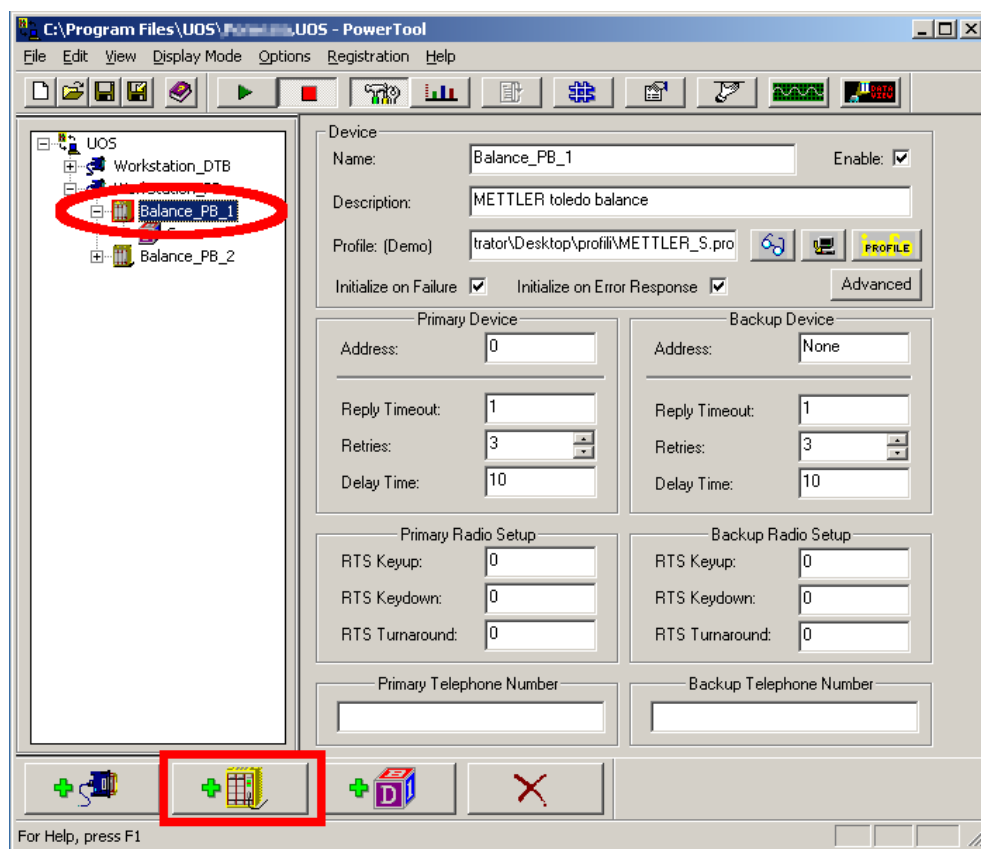 C:\Program Files\UOS\ .UOS - PowerTool
File Edit View Display Mode Options Registration Help
UOS
Workstation_DTB
Balance_PB_1
Balance_PB_2
Device
Name: Balance_PB_1 Enable:
Description: METTLER toledo balance
Profile: (Demo) trator\Desktop\profili\METTLER_S.pro PROFILE
Initialize on Failure Initialize on Error Response Advanced
Primary Device
Address: 0
Reply Timeout: 1
Retries: 3
Delay Time: 10
Backup Device
Address: None
Reply Timeout: 1
Retries: 3
Delay Time: 10
Primary Radio Setup
RTS Keyup: 0
RTS Keydown: 0
RTS Turnaround: 0
Backup Radio Setup
RTS Keyup: 0
RTS Keydown: 0
RTS Turnaround: 0
Primary Telephone Number
Backup Telephone Number
D
For Help, press F1